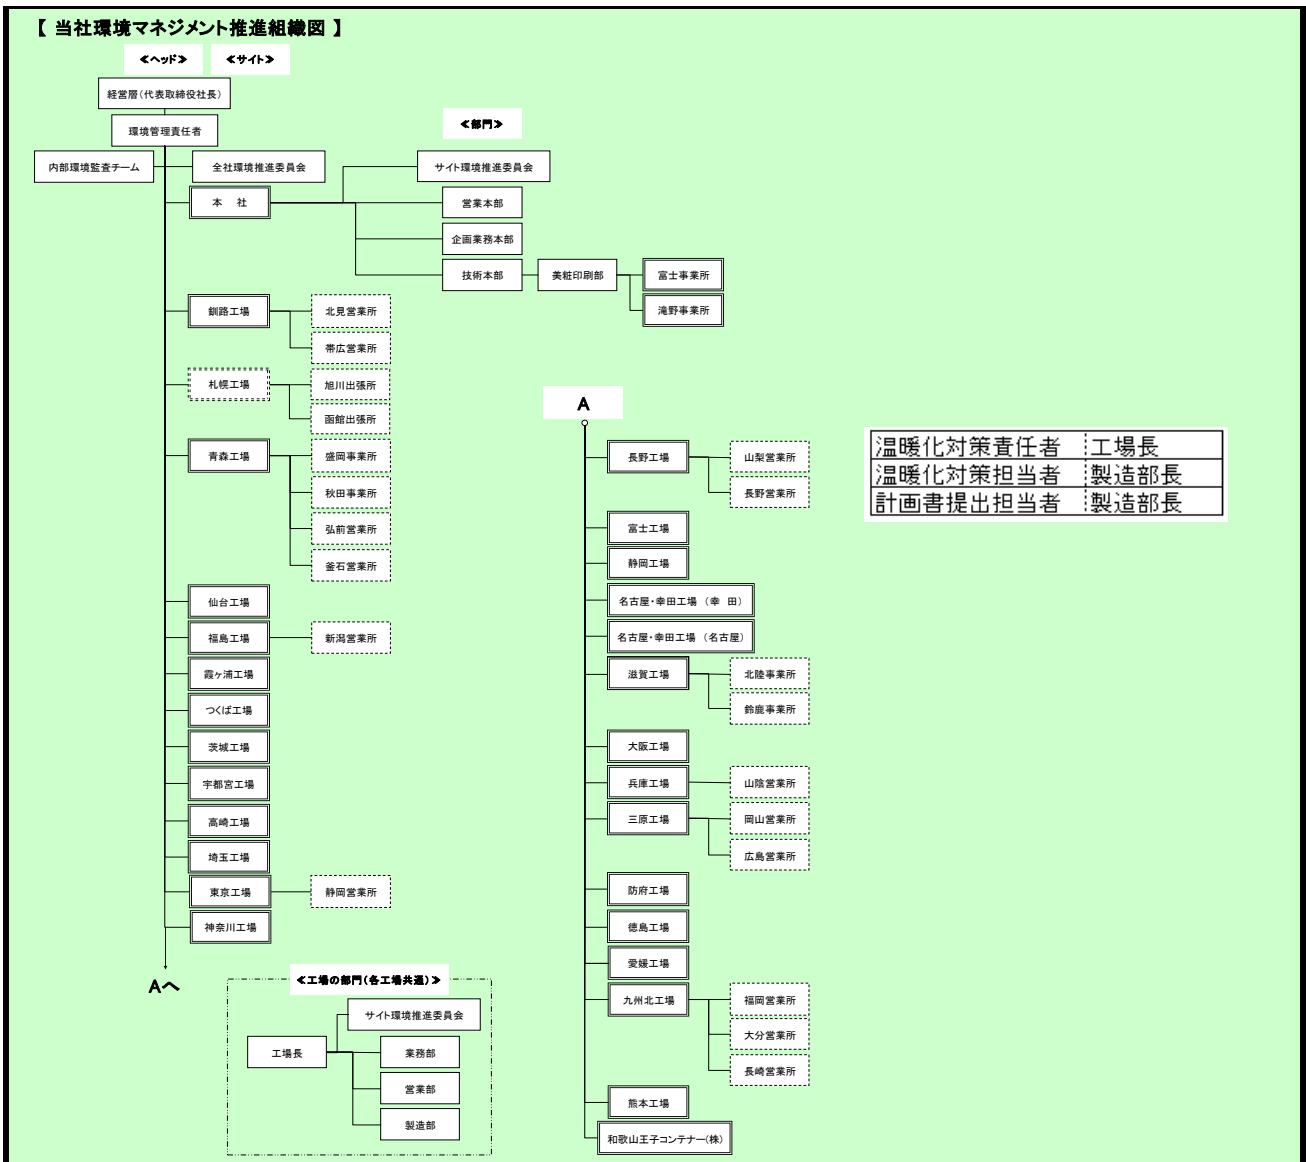 【 当社環境マネジメント推進組織図 】
≪ヘッド≫
≪サイト≫
経営層(代表取締役社長)
環境管理責任者
≪部門≫
内部環境監査チーム
全社環境推進委員会
サイト環境推進委員会
本 社
営業本部
企画業務本部
技術本部
美粧印刷部
富士事業所
滝野事業所
釧路工場
北見営業所
帯広営業所
札幌工場
旭川出張所
函館出張所
青森工場
盛岡事業所
秋田事業所
弘前営業所
釜石営業所
仙台工場
福島工場
新潟営業所
霞ヶ浦工場
つくば工場
茨城工場
宇都宮工場
高崎工場
埼玉工場
東京工場
静岡営業所
神奈川工場
Aへ
≪工場の部門(各工場共通)≫
サイト環境推進委員会
工場長
業務部
営業部
製造部
A
長野工場
山梨営業所
長野営業所
富士工場
静岡工場
名古屋・幸田工場 (幸 田)
名古屋・幸田工場 (名古屋)
滋賀工場
北陸事業所
鈴鹿事業所
大阪工場
兵庫工場
山陰営業所
三原工場
岡山営業所
広島営業所
防府工場
徳島工場
愛媛工場
九州北工場
福岡営業所
大分営業所
長崎営業所
熊本工場
和歌山王子コンテナー(株)
温暖化対策責任者 工場長
温暖化対策担当者 製造部長
計画書提出担当者 製造部長